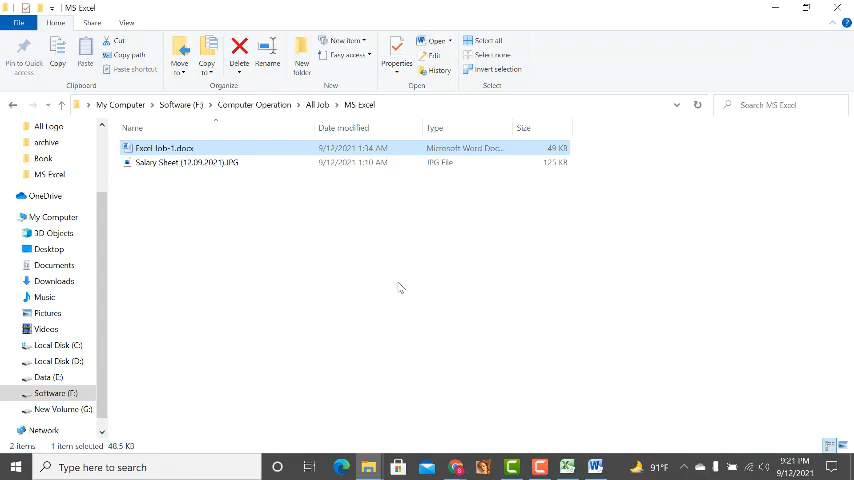 MS Excel
File
Home
Share
View
Pin to Quick access
Copy
Paste
Cut
Copy path
Paste shortcut
Clipboard
Move to
Copy to
Delete
Rename
Organize
New folder
New item
Easy access
New
Properties
Open
Edit
History
Open
Select all
Select none
Invert selection
Select
My Computer > Software (F:) > Computer Operation > All Job > MS Excel
Search MS Excel
All Logo
archive
Book
MS Excel
OneDrive
My Computer
3D Objects
Desktop
Documents
Downloads
Music
Pictures
Videos
Local Disk (C:)
Local Disk (D:)
Data (E:)
Software (F:)
New Volume (G:)
Network
Name Date modified Type Size
Excel Job-1.docx 9/12/2021 1:34 AM Microsoft Word Doc... 49 KB
Salary Sheet (12.09.2021).JPG 9/12/2021 1:10 AM JPG File 125 KB
2 items 1 item selected 48.5 KB
Type here to search
91°F
9:21 PM
9/12/2021